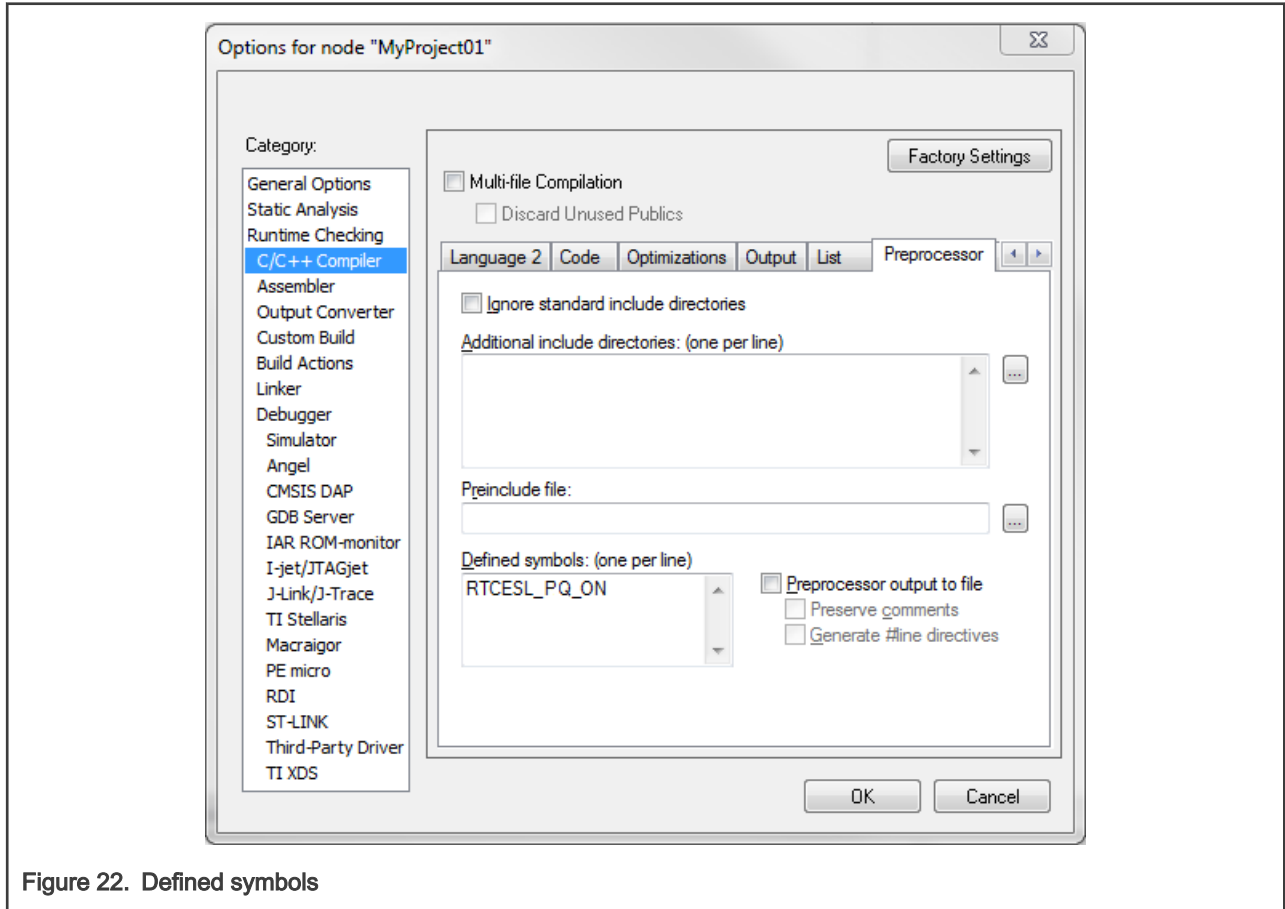 Options for node "MyProject01"
Category:
General Options
Static Analysis
Runtime Checking
C/C++ Compiler
Assembler
Output Converter
Custom Build
Build Actions
Linker
Debugger
Simulator
Angel
CMSIS DAP
GDB Server
IAR ROM-monitor
I-jet/JTAGjet
J-Link/J-Trace
TI Stellaris
Macraigor
PE micro
RDI
ST-LINK
Third-Party Driver
TI XDS
Factory Settings
Multi-file Compilation
Discard Unused Publics
Language 2 Code Optimizations Output List Preprocessor
Ignore standard include directories
Additional include directories: (one per line)
...
Preinclude file:
...
Defined symbols: (one per line)
RTCESL_PQ_ON
Preprocessor output to file
Preserve comments
Generate #line directives
OK Cancel
Figure 22. Defined symbols